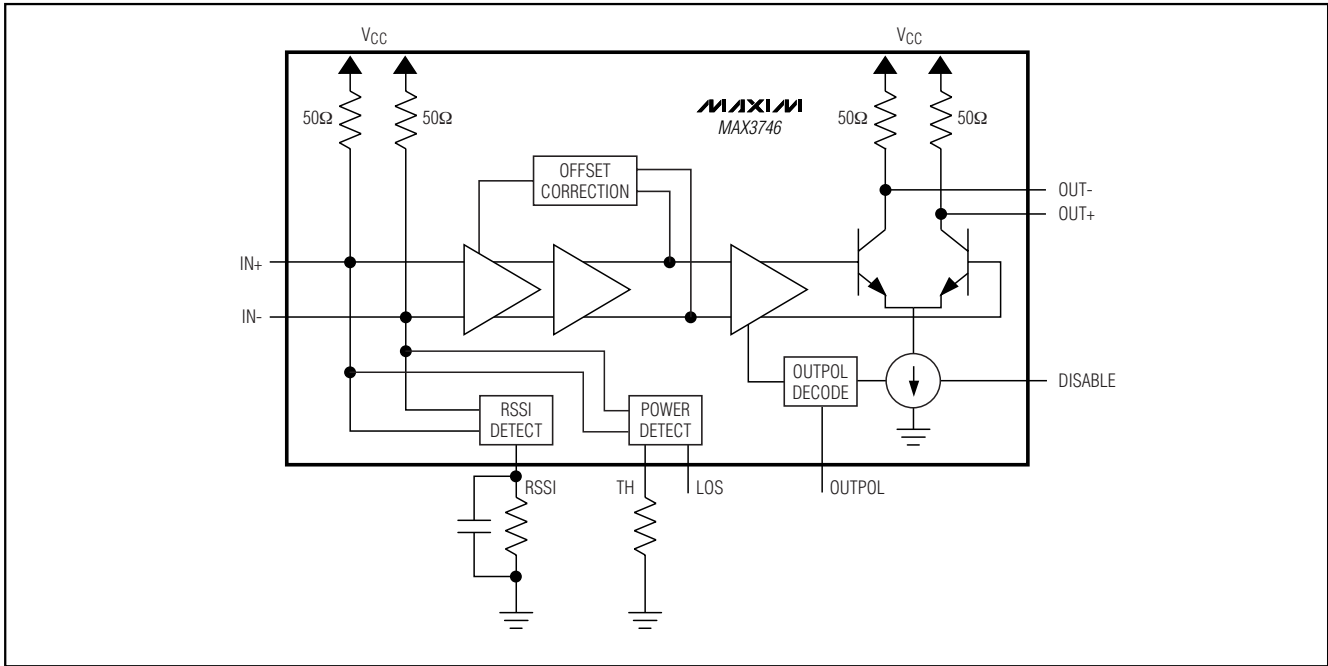 VCC
VCC
50Ω
50Ω
MAXIM
MAX3746
50Ω
50Ω
OFFSET
CORRECTION
OUT-
OUT+
IN+
IN-
OUTPOL
DECODE
DISABLE
RSSI
DETECT
POWER
DETECT
RSSI
TH
LOS
OUTPOL